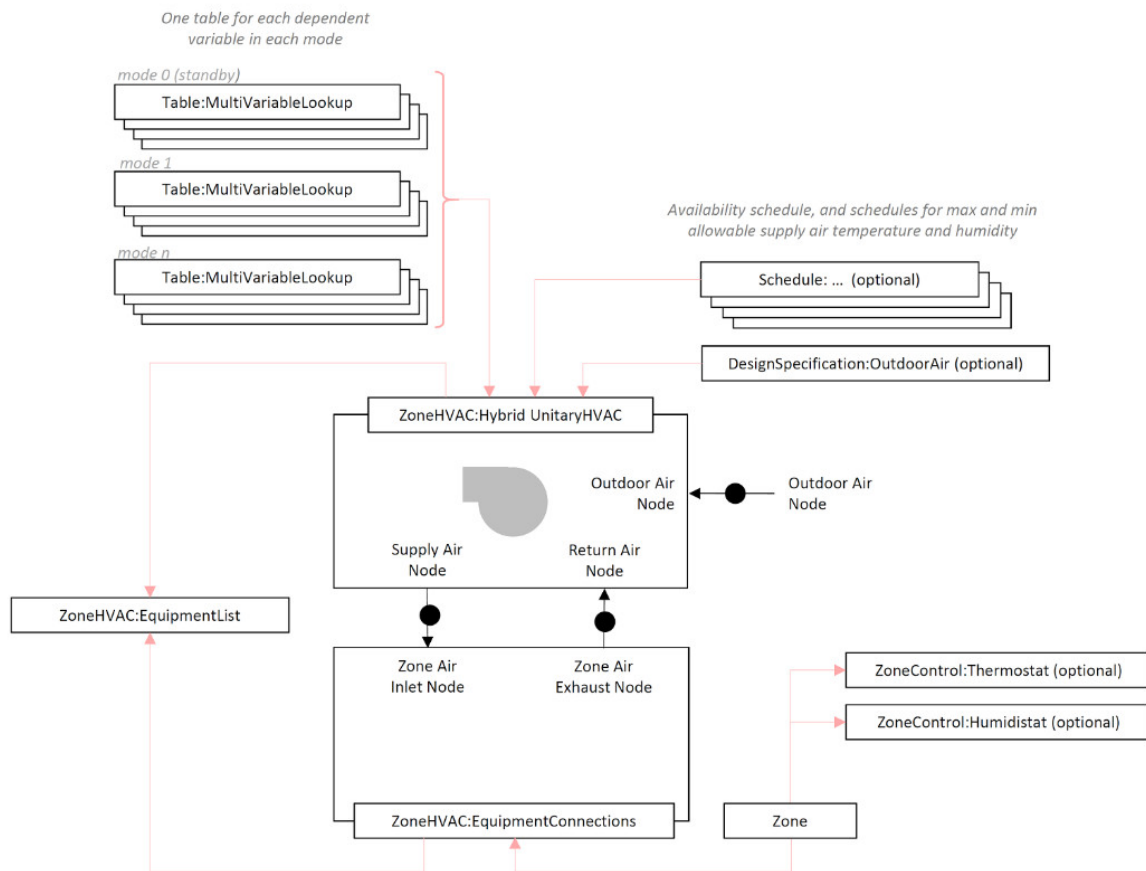 One table for each dependent
variable in each mode
mode 0 (standby)
Table:MultiVariableLookup
mode 1
Table:MultiVariableLookup
mode n
Table:MultiVariableLookup
Availability schedule, and schedules for max and min
allowable supply air temperature and humidity
Schedule: ... (optional)
DesignSpecification:OutdoorAir (optional)
ZoneHVAC:Hybrid UnitaryHVAC
Outdoor Air
Node
Outdoor Air
Node
Supply Air
Node
Return Air
Node
ZoneHVAC:EquipmentList
Zone Air
Inlet Node
Zone Air
Exhaust Node
ZoneControl:Thermostat (optional)
ZoneControl:Humidistat (optional)
ZoneHVAC:EquipmentConnections
Zone